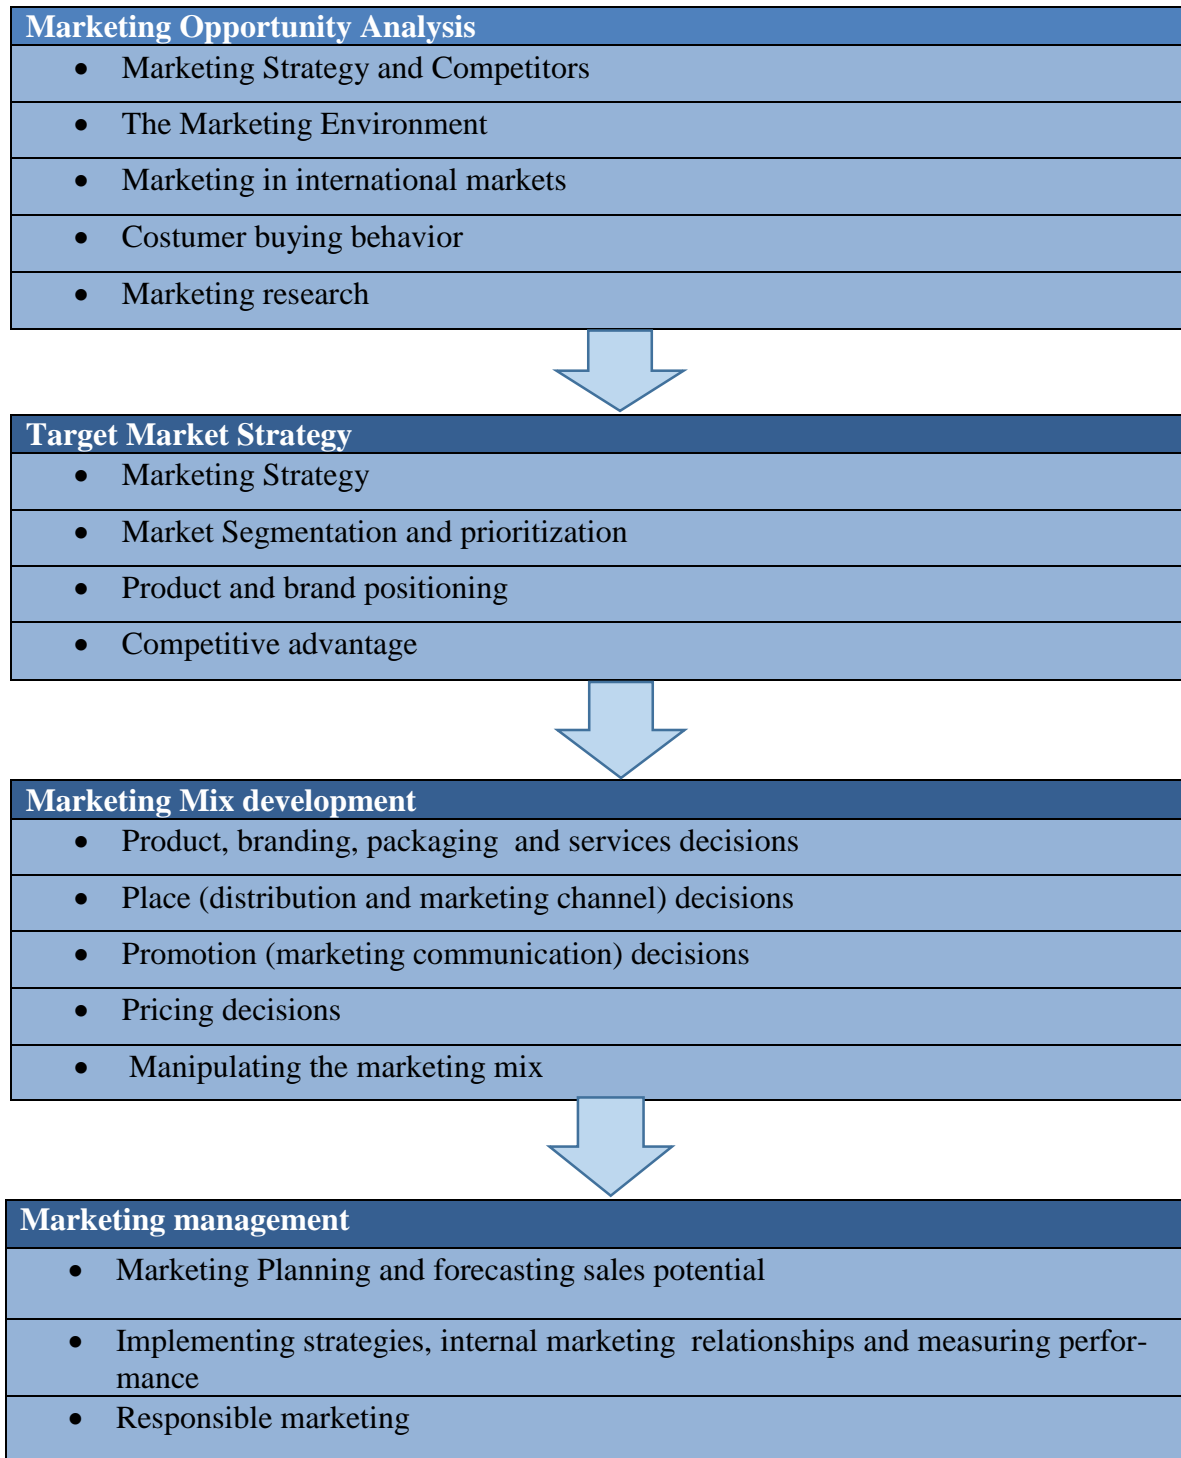 Marketing Opportunity Analysis
• Marketing Strategy and Competitors
• The Marketing Environment
• Marketing in international markets
• Costumer buying behavior
• Marketing research
Target Market Strategy
• Marketing Strategy
• Market Segmentation and prioritization
• Product and brand positioning
• Competitive advantage
Marketing Mix development
• Product, branding, packaging  and services decisions
• Place (distribution and marketing channel) decisions
• Promotion (marketing communication) decisions
• Pricing decisions
• Manipulating the marketing mix
Marketing management
• Marketing Planning and forecasting sales potential
• Implementing strategies, internal marketing  relationships and measuring perfor-
mance
• Responsible marketing